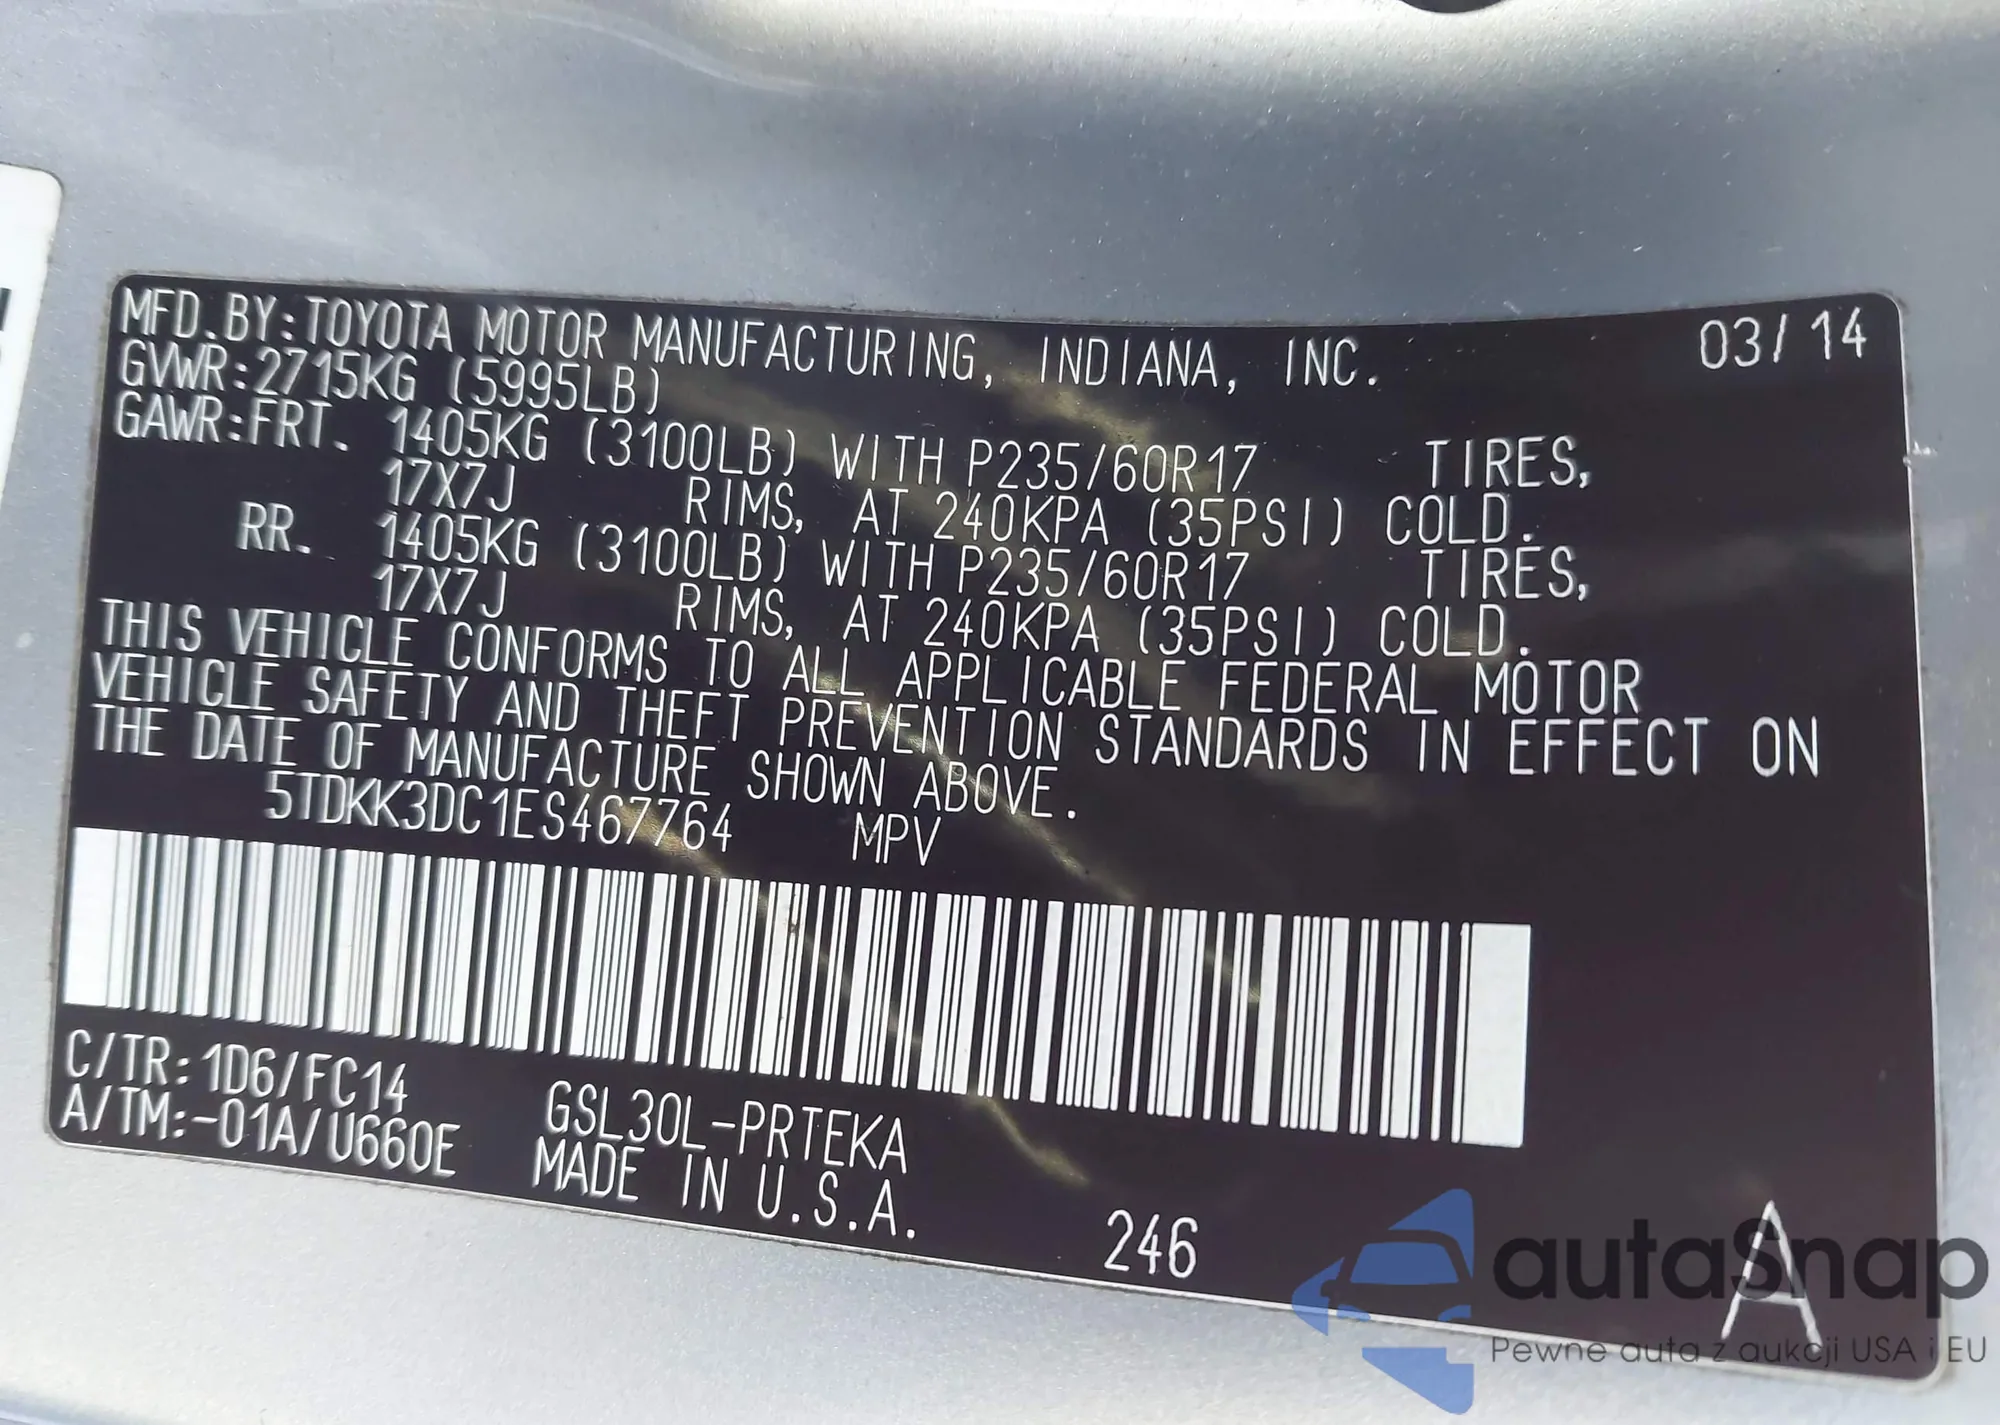 MFD.BY:TOYOTA MOTOR MANUFACTURING, INDIANA, INC. 03/14
GVWR:2715KG (5995LB)
GAWR:FRT. 1405KG (3100LB) WITH P235/60R17 TIRES,
17X7J RIMS, AT 240KPA (35PSI) COLD.
RR. 1405KG (3100LB) WITH P235/60R17 TIRES,
17X7J RIMS, AT 240KPA (35PSI) COLD.
THIS VEHICLE CONFORMS TO ALL APPLICABLE FEDERAL MOTOR
VEHICLE SAFETY AND THEFT PREVENTION STANDARDS IN EFFECT ON
THE DATE OF MANUFACTURE SHOWN ABOVE.
5TDKK3DC1ES467764 MPV
C/TR:1D6/FC14 GSL30L-PRTEKA
A/TM:-01A/U660E MADE IN U.S.A.
246 A
autaSnap
Pewne auta z aukcji USA i EU